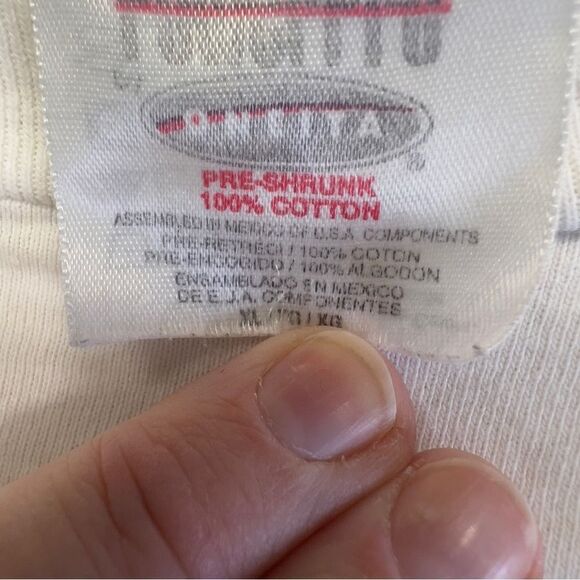 PRE-SHRUNK
100% COTTON
ASSEMBLED IN MEXICO OF U.S.A. COMPONENTS
PRE-RETRECI / 100% COTON
PRE-ENCOGIDO / 100% ALGODON
ENSAMBLADO EN MEXICO
DE E.U.A. COMPONENTES
XL / TG / XG